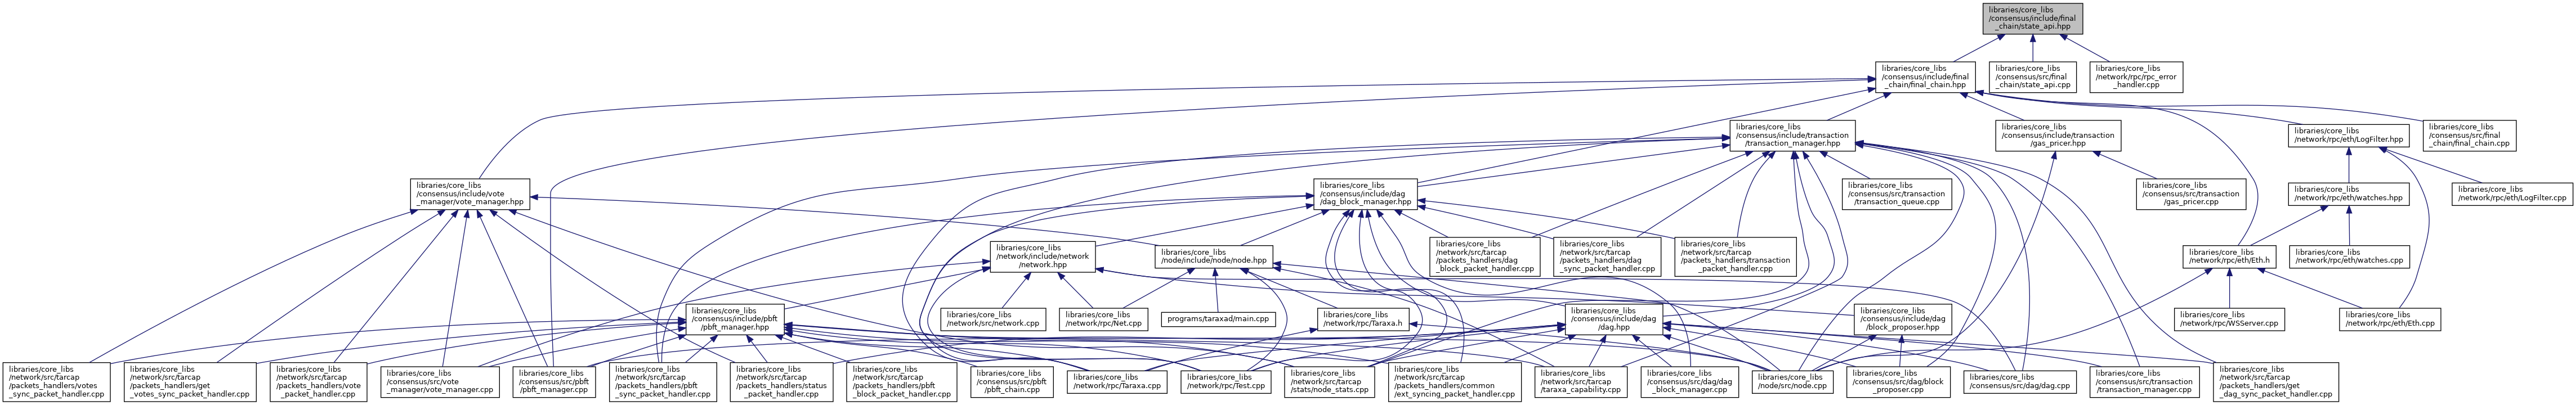 libraries/core_libs
/consensus/include/final
_chain/state_api.hpp
libraries/core_libs
/consensus/include/final
_chain/final_chain.hpp
libraries/core_libs
/consensus/src/final
_chain/state_api.cpp
libraries/core_libs
/network/rpc/rpc_error
_handler.cpp
libraries/core_libs
/consensus/include/transaction
/transaction_manager.hpp
libraries/core_libs
/consensus/include/transaction
/gas_pricer.hpp
libraries/core_libs
/network/rpc/eth/LogFilter.hpp
libraries/core_libs
/consensus/src/final
_chain/final_chain.cpp
libraries/core_libs
/consensus/include/vote
_manager/vote_manager.hpp
libraries/core_libs
/consensus/include/dag
/dag_block_manager.hpp
libraries/core_libs
/consensus/src/transaction
/transaction_queue.cpp
libraries/core_libs
/consensus/src/transaction
/gas_pricer.cpp
libraries/core_libs
/network/rpc/eth/watches.hpp
libraries/core_libs
/network/rpc/eth/LogFilter.cpp
libraries/core_libs
/network/include/network
/network.hpp
libraries/core_libs
/node/include/node/node.hpp
libraries/core_libs
/network/src/tarcap
/packets_handlers/dag
_block_packet_handler.cpp
libraries/core_libs
/network/src/tarcap
/packets_handlers/dag
_sync_packet_handler.cpp
libraries/core_libs
/network/src/tarcap
/packets_handlers/transaction
_packet_handler.cpp
libraries/core_libs
/network/rpc/eth/Eth.h
libraries/core_libs
/network/rpc/eth/watches.cpp
libraries/core_libs
/consensus/include/pbft
/pbft_manager.hpp
libraries/core_libs
/network/src/network.cpp
libraries/core_libs
/network/rpc/Net.cpp
programs/taraxad/main.cpp
libraries/core_libs
/network/rpc/Taraxa.h
libraries/core_libs
/consensus/include/dag
/dag.hpp
libraries/core_libs
/consensus/include/dag
/block_proposer.hpp
libraries/core_libs
/network/rpc/WSServer.cpp
libraries/core_libs
/network/rpc/eth/Eth.cpp
libraries/core_libs
/network/src/tarcap
/packets_handlers/votes
_sync_packet_handler.cpp
libraries/core_libs
/network/src/tarcap
/packets_handlers/get
_votes_sync_packet_handler.cpp
libraries/core_libs
/network/src/tarcap
/packets_handlers/vote
_packet_handler.cpp
libraries/core_libs
/consensus/src/vote
_manager/vote_manager.cpp
libraries/core_libs
/consensus/src/pbft
/pbft_manager.cpp
libraries/core_libs
/network/src/tarcap
/packets_handlers/pbft
_sync_packet_handler.cpp
libraries/core_libs
/network/src/tarcap
/packets_handlers/status
_packet_handler.cpp
libraries/core_libs
/network/src/tarcap
/packets_handlers/pbft
_block_packet_handler.cpp
libraries/core_libs
/consensus/src/pbft
/pbft_chain.cpp
libraries/core_libs
/network/rpc/Taraxa.cpp
libraries/core_libs
/network/rpc/Test.cpp
libraries/core_libs
/network/src/tarcap
/stats/node_stats.cpp
libraries/core_libs
/network/src/tarcap
/packets_handlers/common
/ext_syncing_packet_handler.cpp
libraries/core_libs
/network/src/tarcap
/taraxa_capability.cpp
libraries/core_libs
/consensus/src/dag/dag
_block_manager.cpp
libraries/core_libs
/node/src/node.cpp
libraries/core_libs
/consensus/src/dag/block
_proposer.cpp
libraries/core_libs
/consensus/src/dag/dag.cpp
libraries/core_libs
/consensus/src/transaction
/transaction_manager.cpp
libraries/core_libs
/network/src/tarcap
/packets_handlers/get
_dag_sync_packet_handler.cpp